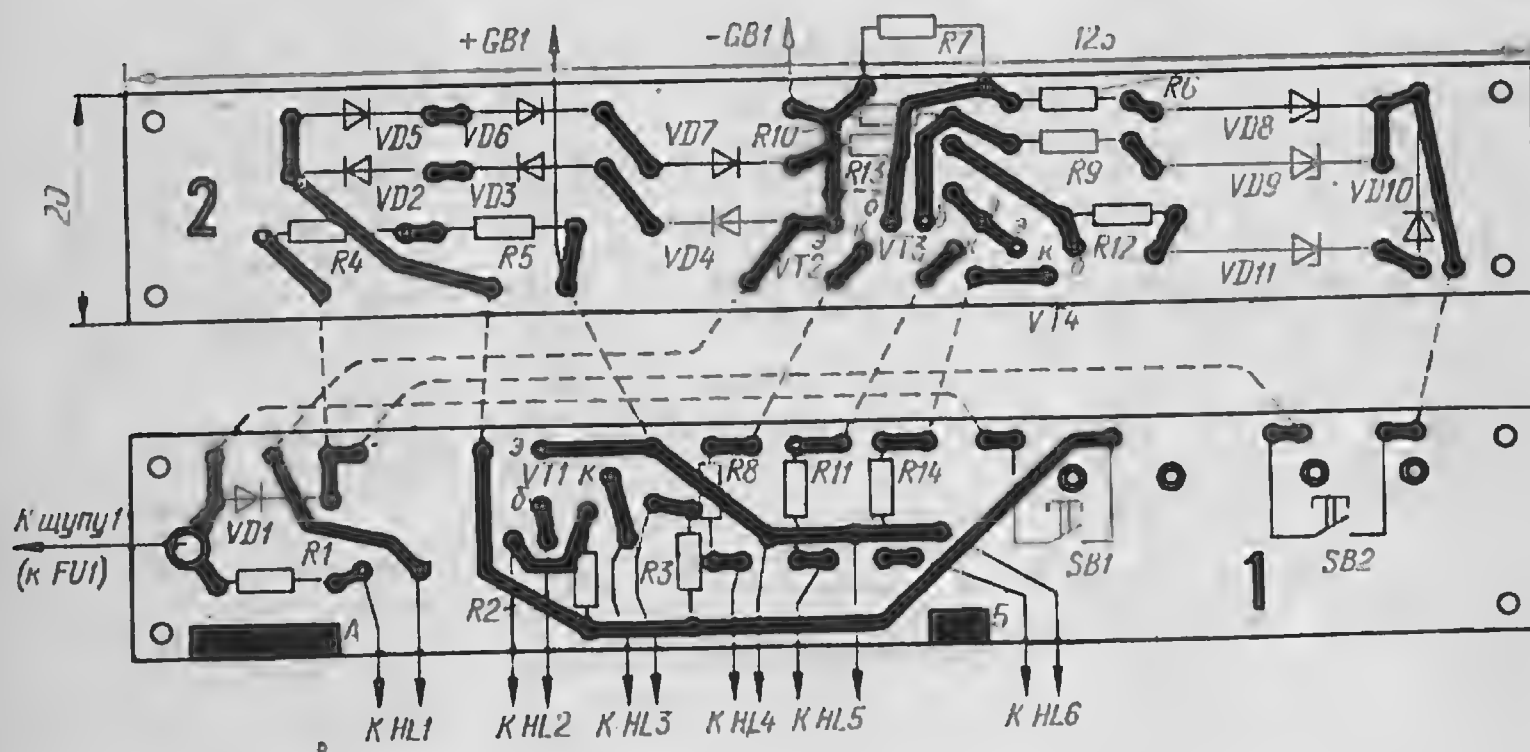 +GB1
-GB1
R7
125
20
2
VD5
VD6
VD7
R10
R6
VD8
VD2
VD3
R13
R9
VD9
VD10
R4
R5
VD4
э
VT2
к
б
VT3
б
к
э
к
б
R12
VD11
VT4
э
VT1
к
б
R8
R11
R14
К щупу 1
(к FU1)
VD1
R1
R2
R3
SB1
1
SB2
А
Б
К HL1
К HL2
К HL3
К HL4
К HL5
К HL6